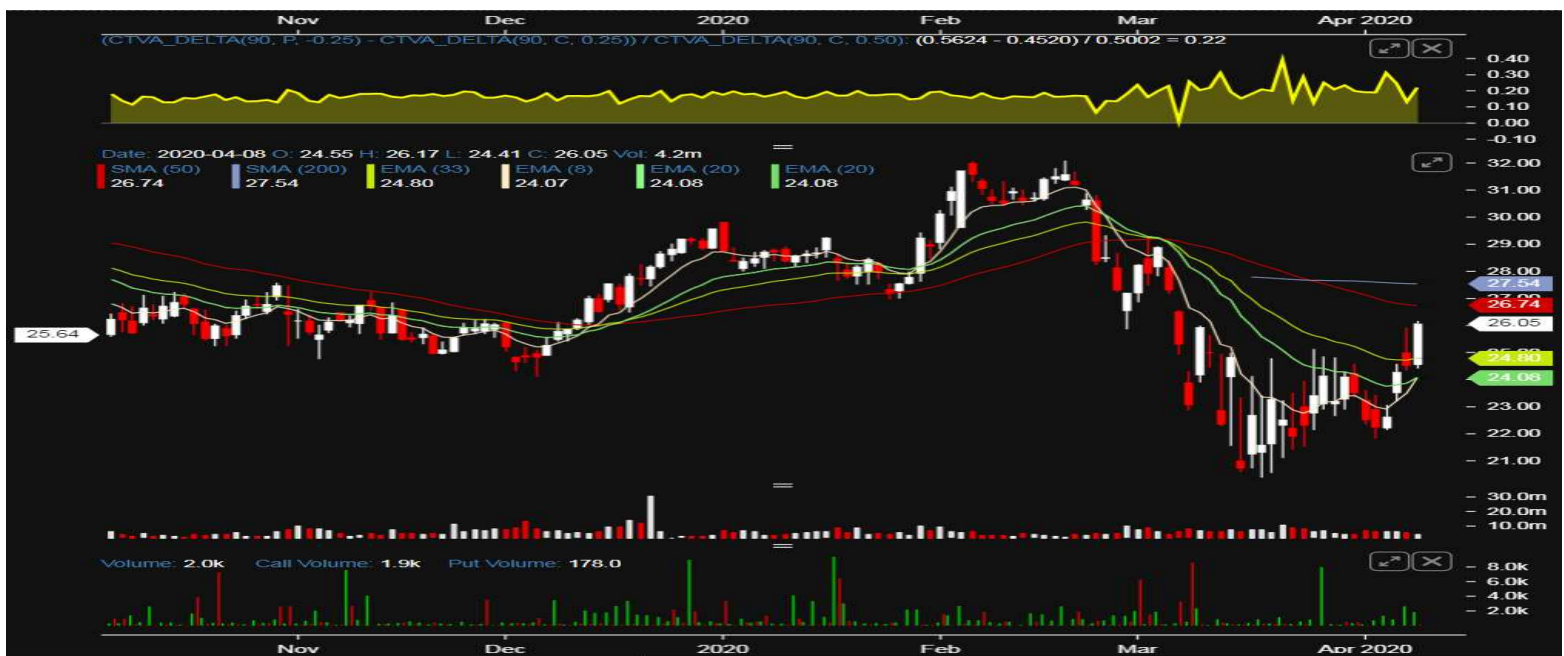 Nov Dec 2020 Feb Mar Apr 2020
(CTVA_DELTA(90, P, -0.25) - CTVA_DELTA(90, C, 0.25)) / CTVA_DELTA(90, C, 0.50): (0.5624 - 0.4520) / 0.5002 = 0.22
0.40
0.30
0.20
0.10
0.00
-0.10
Date: 2020-04-08 O: 24.55 H: 26.17 L: 24.41 C: 26.05 Vol: 4.2m
SMA (50) SMA (200) EMA (33) EMA (8) EMA (20) EMA (20)
26.74 27.54 24.80 24.07 24.08 24.08
32.00
31.00
30.00
29.00
28.00
27.54
26.74
26.05
25.64
24.80
24.08
23.00
22.00
21.00
30.0m
20.0m
10.0m
Volume: 2.0k Call Volume: 1.9k Put Volume: 178.0
8.0k
6.0k
4.0k
2.0k
Nov Dec 2020 Feb Mar Apr 2020